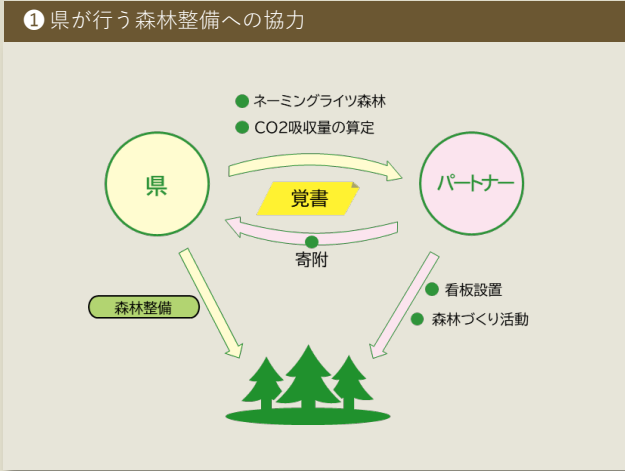 ❶県が行う森林整備への協力
ネーミングライツ森林
CO2吸収量の算定
県
パートナー
覚書
寄附
看板設置
森林整備
森林づくり活動